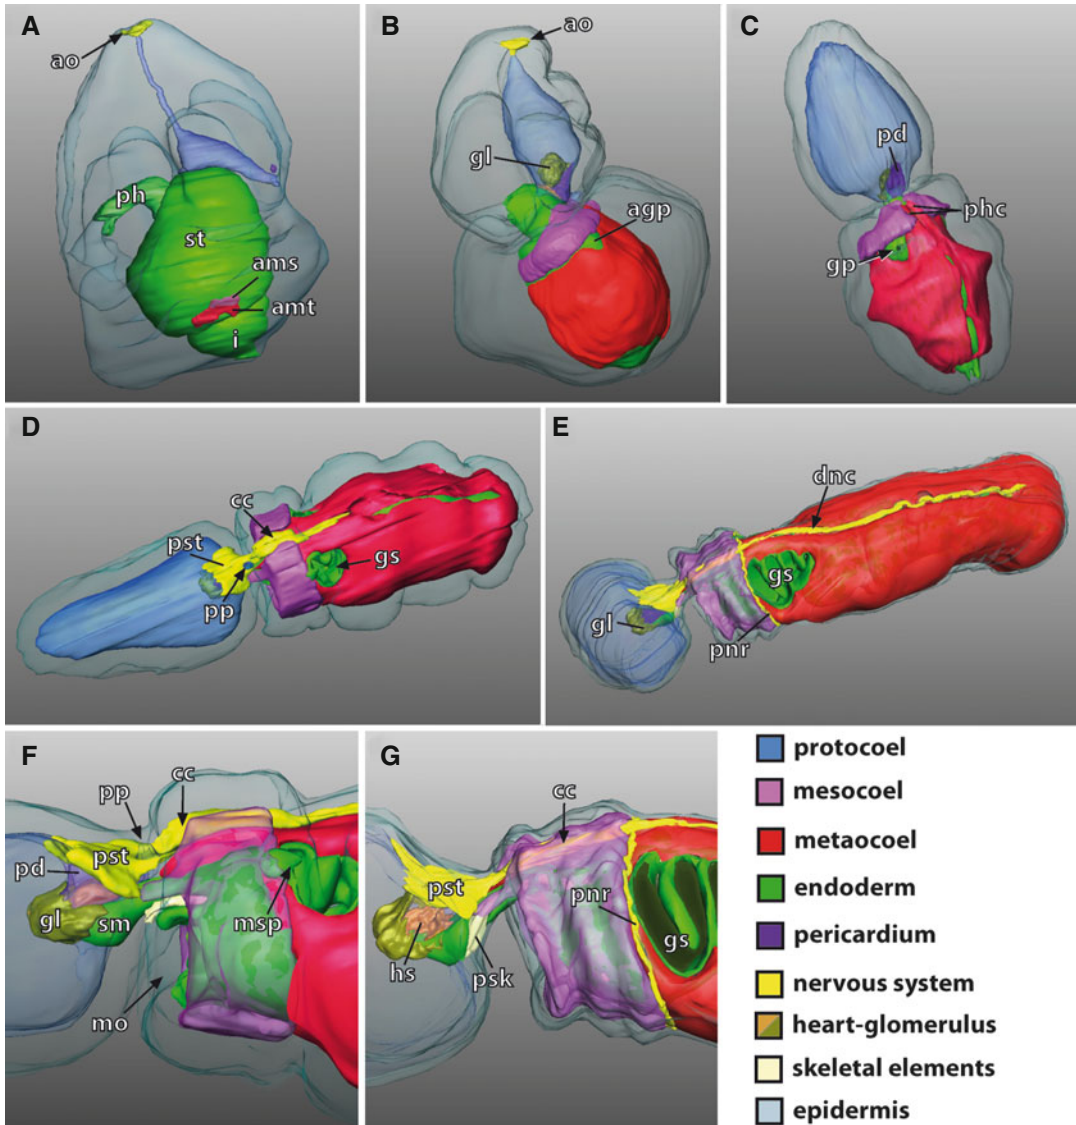 A
ao
ph
st
ams
amt
i
B
ao
gl
agp
C
pd
phc
gp
D
cc
pst
pp
gs
E
dnc
gs
gl
pnr
F
cc
pp
pst
pd
gl
sm
msp
mo
G
cc
pst
pnr
hs
psk
gs
protocoel
mesocoel
metaocoel
endoderm
pericardium
nervous system
heart-glomerulus
skeletal elements
epidermis